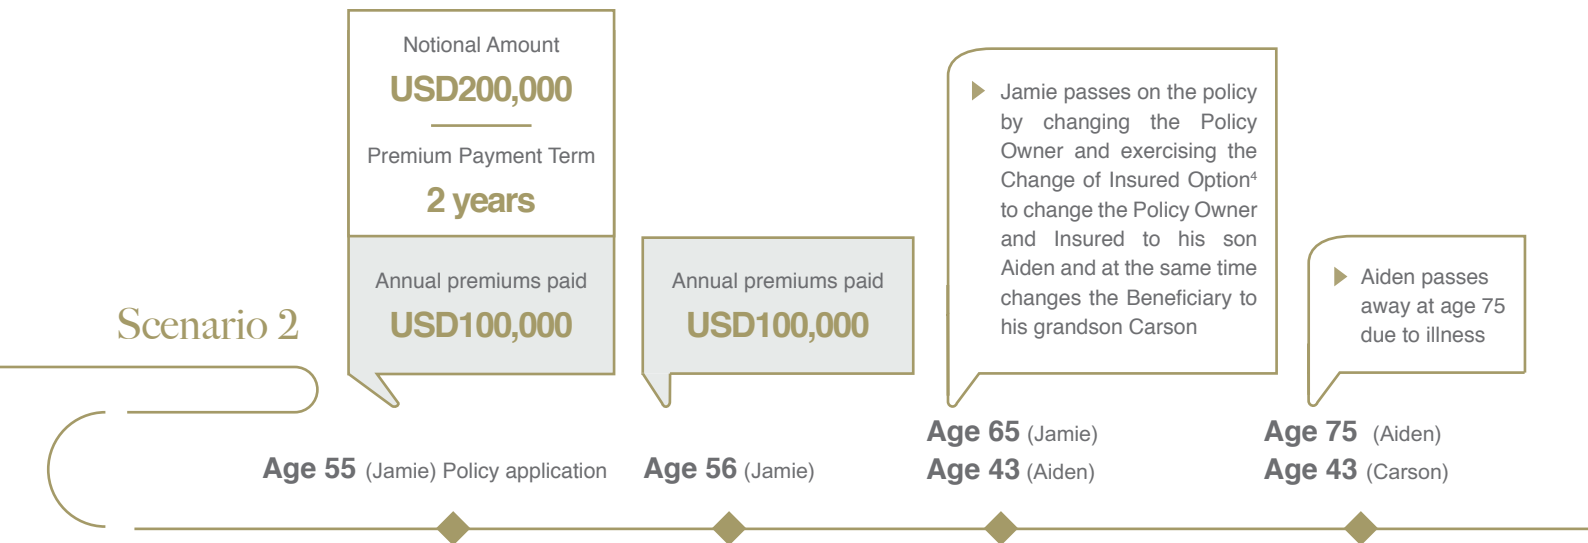 Notional Amount
USD200,000
Premium Payment Term
2 years
Annual premiums paid
USD100,000
Annual premiums paid
USD100,000
Jamie passes on the policy
by changing the Policy
Owner and exercising the
Change of Insured Option⁴
to change the Policy Owner
and Insured to his son
Aiden and at the same time
changes the Beneficiary to
his grandson Carson
Aiden passes
away at age 75
due to illness
Scenario 2
Age 55 (Jamie) Policy application
Age 56 (Jamie)
Age 65 (Jamie)
Age 43 (Aiden)
Age 75 (Aiden)
Age 43 (Carson)